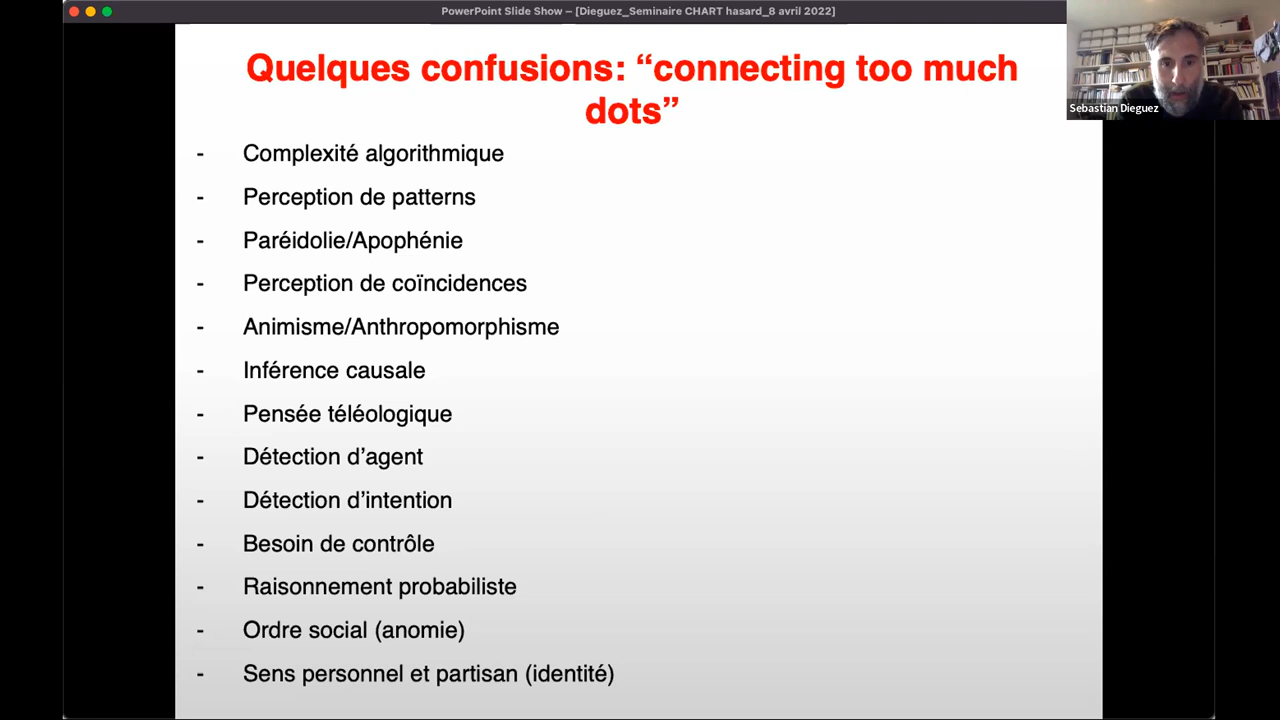 PowerPoint Slide Show – [Dieguez_Seminaire CHART hasard_8 avril 2022]
Sebastian Dieguez
Quelques confusions: “connecting too much
dots”
- Complexité algorithmique
- Perception de patterns
- Paréidolie/Apophénie
- Perception de coïncidences
- Animisme/Anthropomorphisme
- Inférence causale
- Pensée téléologique
- Détection d’agent
- Détection d’intention
- Besoin de contrôle
- Raisonnement probabiliste
- Ordre social (anomie)
- Sens personnel et partisan (identité)